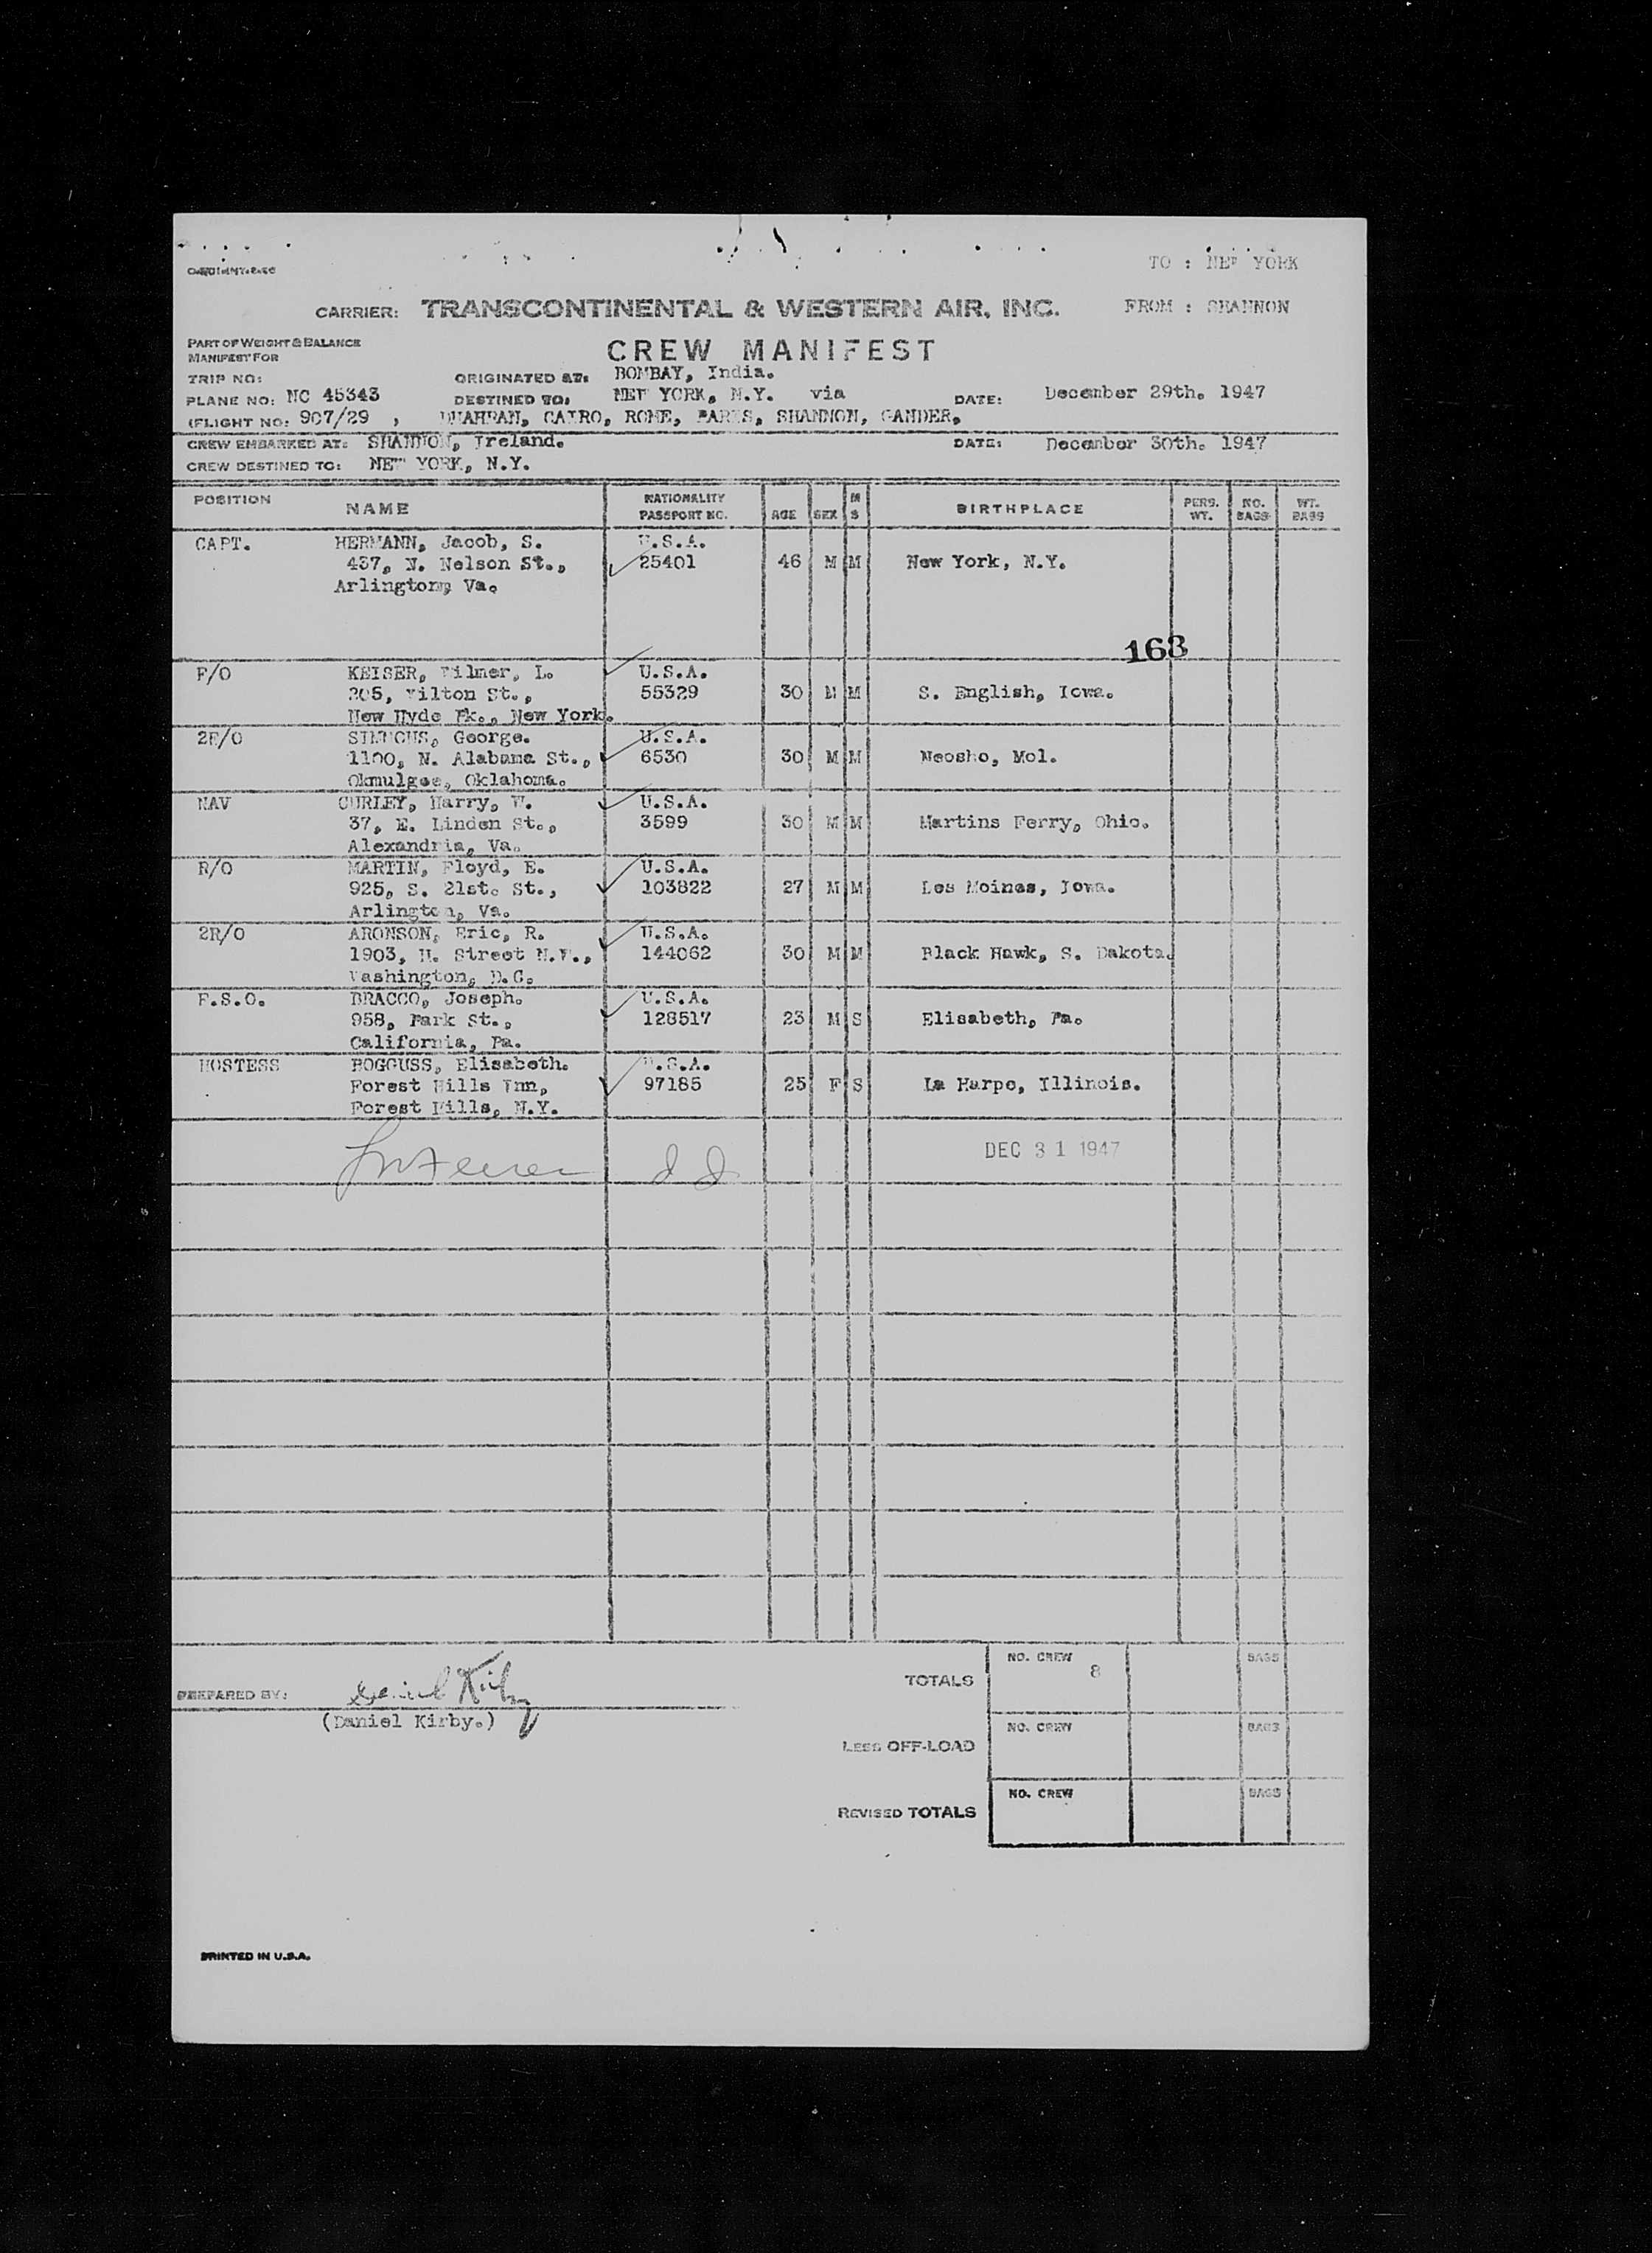 TO : NEW YORK
CARRIER: TRANSCONTINENTAL & WESTERN AIR, INC. FROM : SHANNON
PART OF WEIGHT & BALANCE
MANIFEST FOR
CREW MANIFEST
TRIP NO: ORIGINATED AT: BOMBAY, India.
PLANE NO: NC 45343 DESTINED TO: NEW YORK, N.Y. via DATE: December 29th. 1947
(FLIGHT NO: 907/29 , DHAHRAN, CAIRO, ROME, PARIS, SHANNON, GANDER,
CREW EMBARKED AT: SHANNON, Ireland. DATE: December 30th. 1947
CREW DESTINED TO: NEW YORK, N.Y.
POSITION NAME NATIONALITY PASSPORT NO. AGE SEX M S BIRTHPLACE PERS. WT. NO. BAGS WT. BAGS
CAPT. HERMANN, Jacob, S. U.S.A.
437, N. Nelson St., 25401 46 M M New York, N.Y.
Arlington, Va.
163
F/O KEISER, Wilmer, L. U.S.A.
205, Wilton St., 55329 30 M M S. English, Iowa.
New Hyde Pk., New York.
2F/O SIMMONS, George. U.S.A.
1100, N. Alabama St., 6530 30 M M Neosho, Mol.
Okmulgee, Oklahoma.
NAV CURLEY, Harry, W. U.S.A.
37, E. Linden St., 3599 30 M M Martins Ferry, Ohio.
Alexandria, Va.
R/O MARTIN, Floyd, E. U.S.A.
925, S. 21st. St., 103822 27 M M Des Moines, Iowa.
Arlington, Va.
2R/O ARONSON, Eric, R. U.S.A.
1903, H. Street N.W., 144062 30 M M Black Hawk, S. Dakota.
Washington, D.C.
F.S.O. BRACCO, Joseph. U.S.A.
958, Park St., 128517 23 M S Elisabeth, Pa.
California, Pa.
HOSTESS BOGGUSS, Elisabeth. U.S.A.
Forest Hills Inn, 97185 25 F S La Harpe, Illinois.
Forest Hills, N.Y.
DEC 31 1947
TOTALS NO. CREW 8 BAGS
PREPARED BY: Daniel Kirby
(Daniel Kirby.)
LESS OFF-LOAD NO. CREW BAGS
REVISED TOTALS NO. CREW BAGS
PRINTED IN U.S.A.